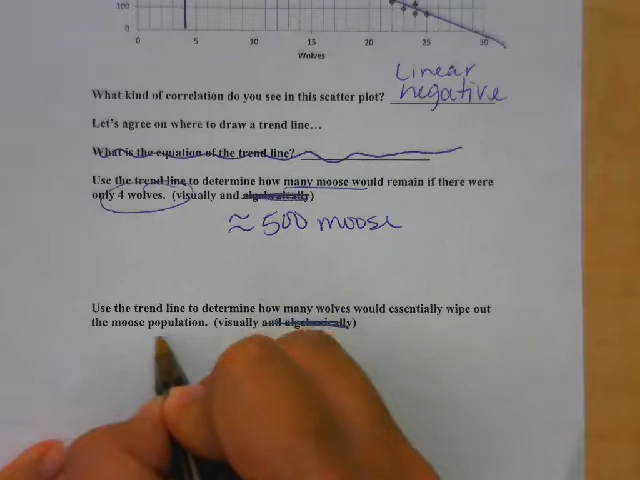 100
0
0 5 10 15 20 25 30
Wolves
Linear
What kind of correlation do you see in this scatter plot? negative
Let's agree on where to draw a trend line...
What is the equation of the trend line?
Use the trend line to determine how many moose would remain if there were
only 4 wolves. (visually and algebraically)
≈ 500 moose
Use the trend line to determine how many wolves would essentially wipe out
the moose population. (visually and algebraically)